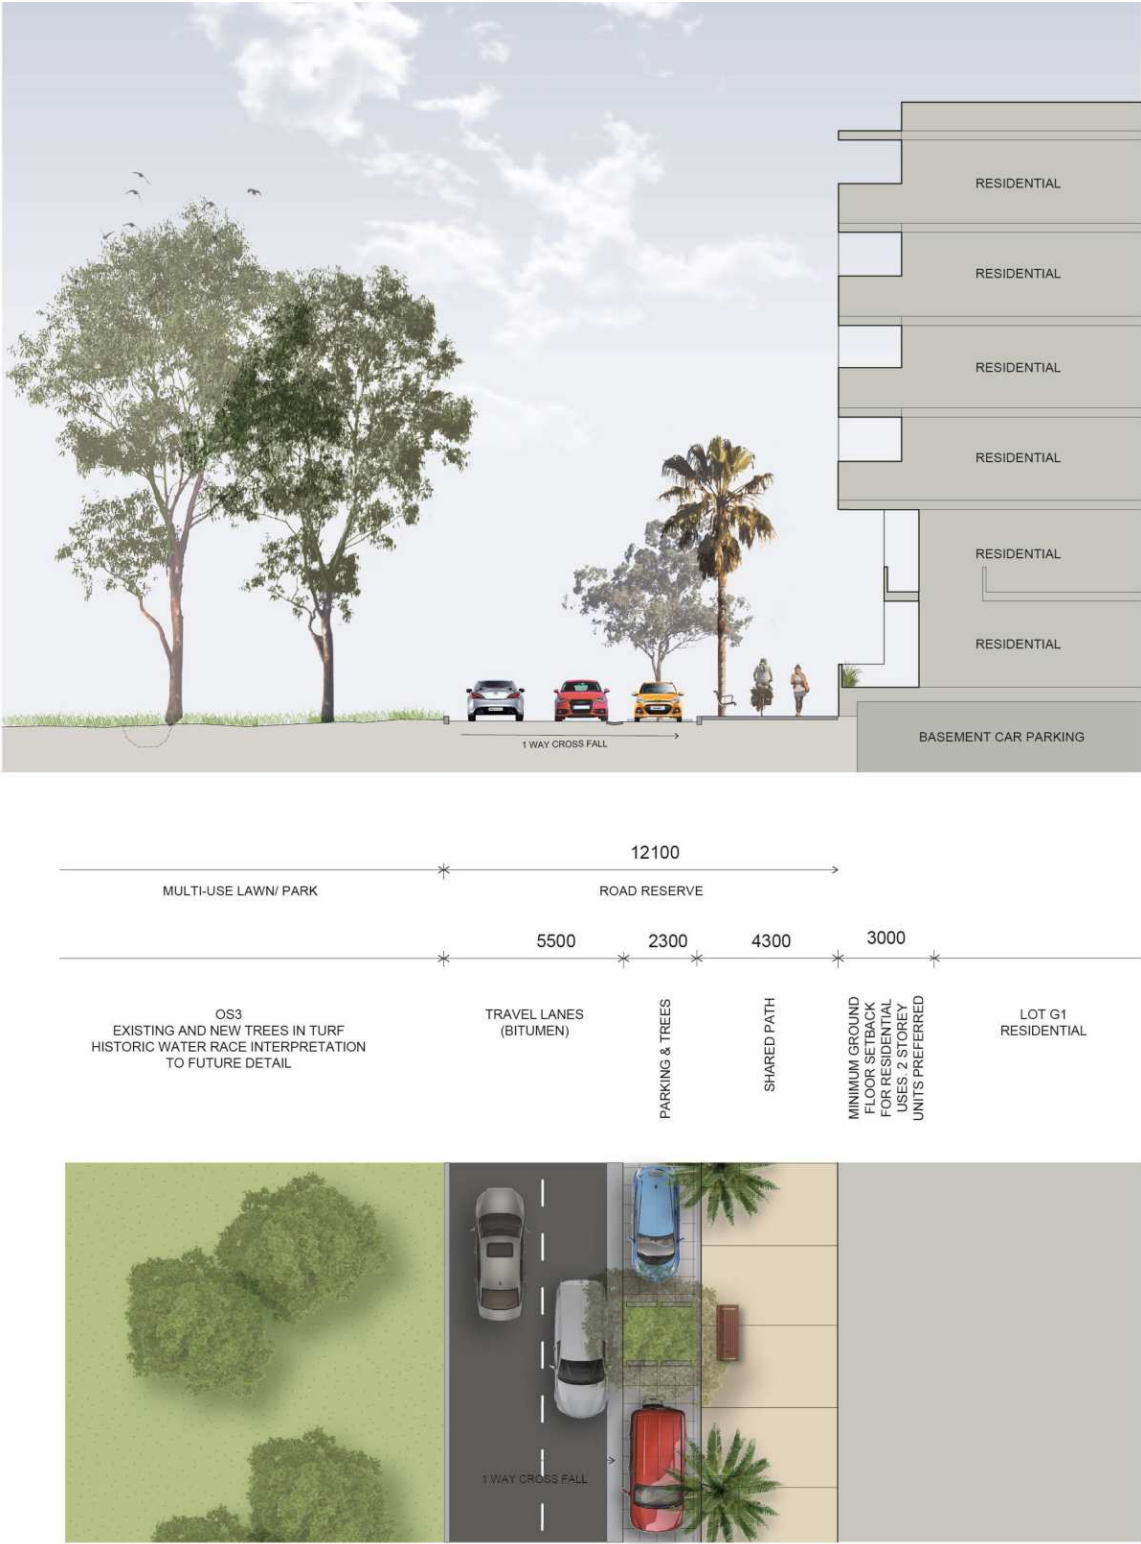 RESIDENTIAL
RESIDENTIAL
RESIDENTIAL
RESIDENTIAL
RESIDENTIAL
RESIDENTIAL
BASEMENT CAR PARKING
1 WAY CROSS FALL
12100
MULTI-USE LAWN/ PARK
ROAD RESERVE
5500
2300
4300
3000
OS3
EXISTING AND NEW TREES IN TURF
HISTORIC WATER RACE INTERPRETATION
TO FUTURE DETAIL
TRAVEL LANES
(BITUMEN)
PARKING & TREES
SHARED PATH
MINIMUM GROUND
FLOOR SETBACK
FOR RESIDENTIAL
USES. 2 STOREY
UNITS PREFERRED
LOT G1
RESIDENTIAL
1 WAY CROSS FALL